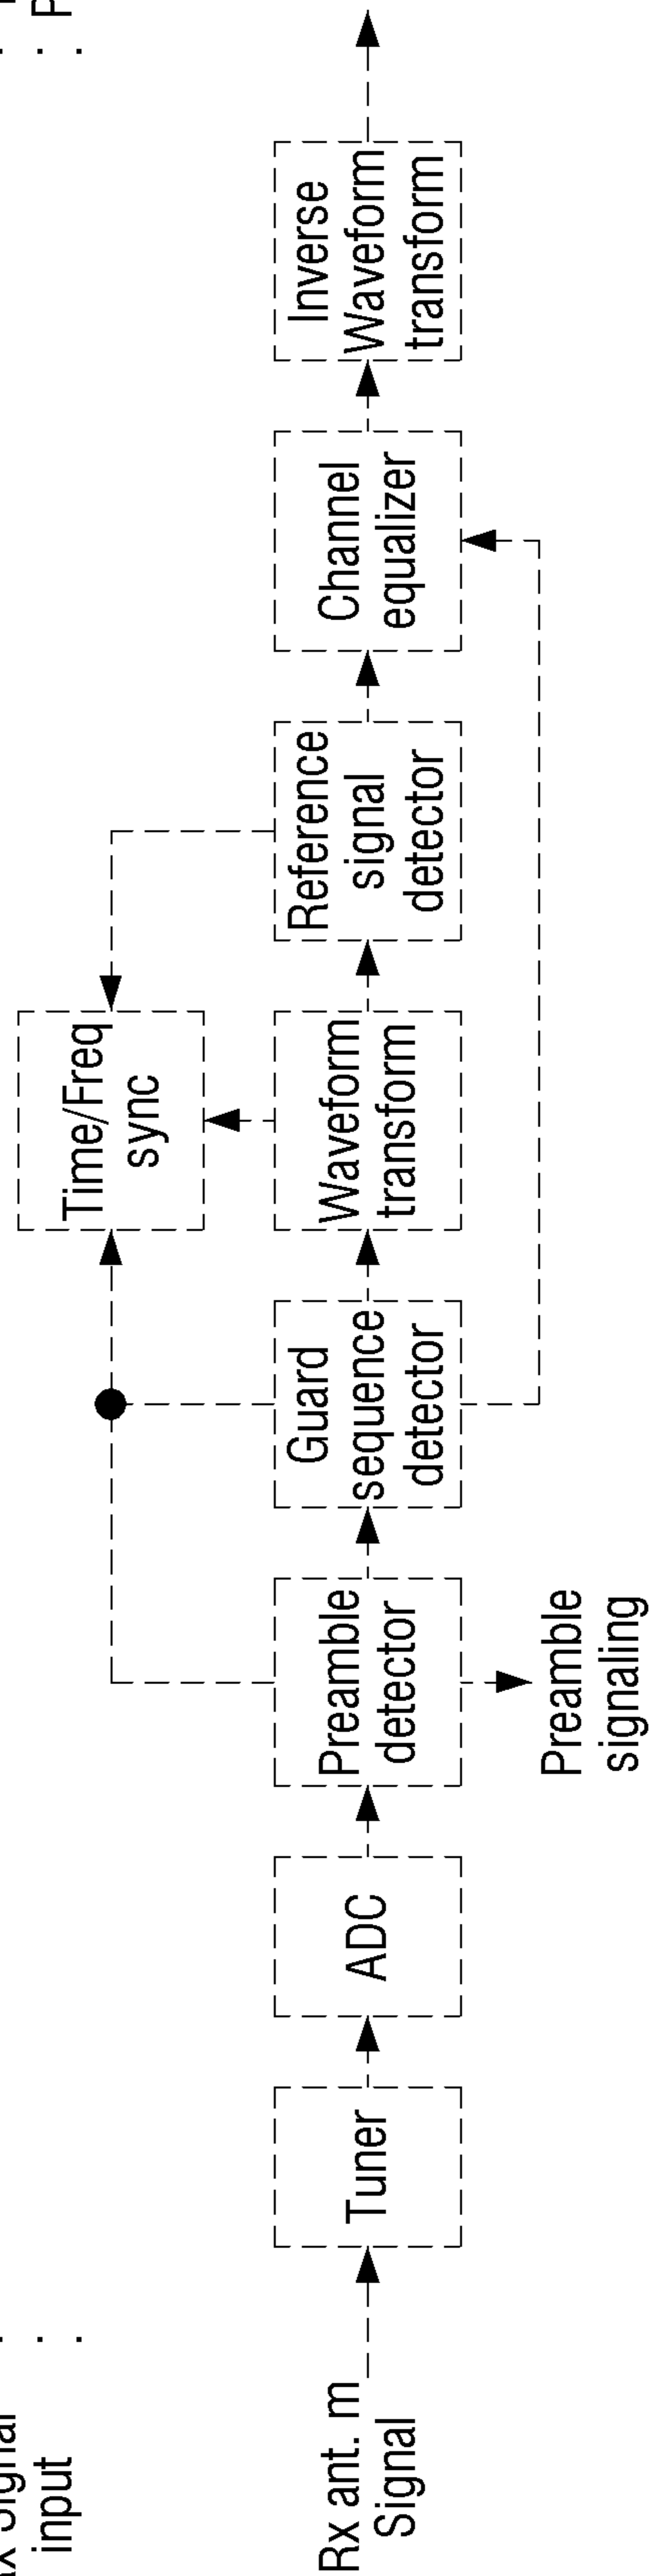 input
Time/Freq
sync
Rx ant. m
Signal
Tuner
ADC
Preamble
detector
Guard
sequence
detector
Waveform
transform
Reference
signal
detector
Channel
equalizer
Inverse
Waveform
transform
Preamble
signaling